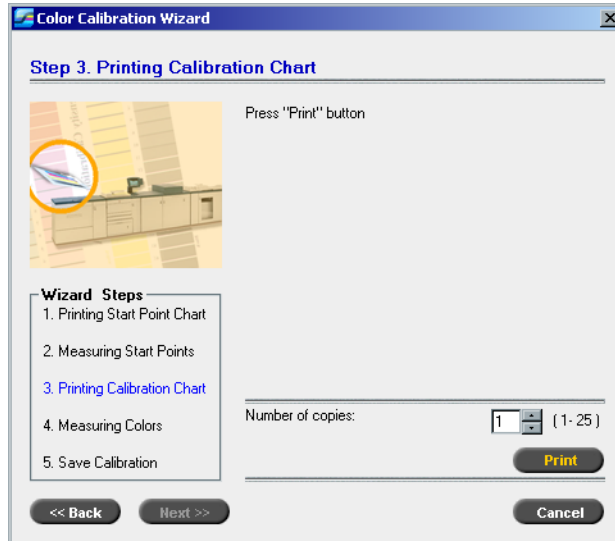 Color Calibration Wizard
Step 3. Printing Calibration Chart
Press "Print" button
Wizard Steps
1. Printing Start Point Chart
2. Measuring Start Points
3. Printing Calibration Chart
4. Measuring Colors
5. Save Calibration
Number of copies:
1
(1-25)
Print
<< Back
Next >>
Cancel